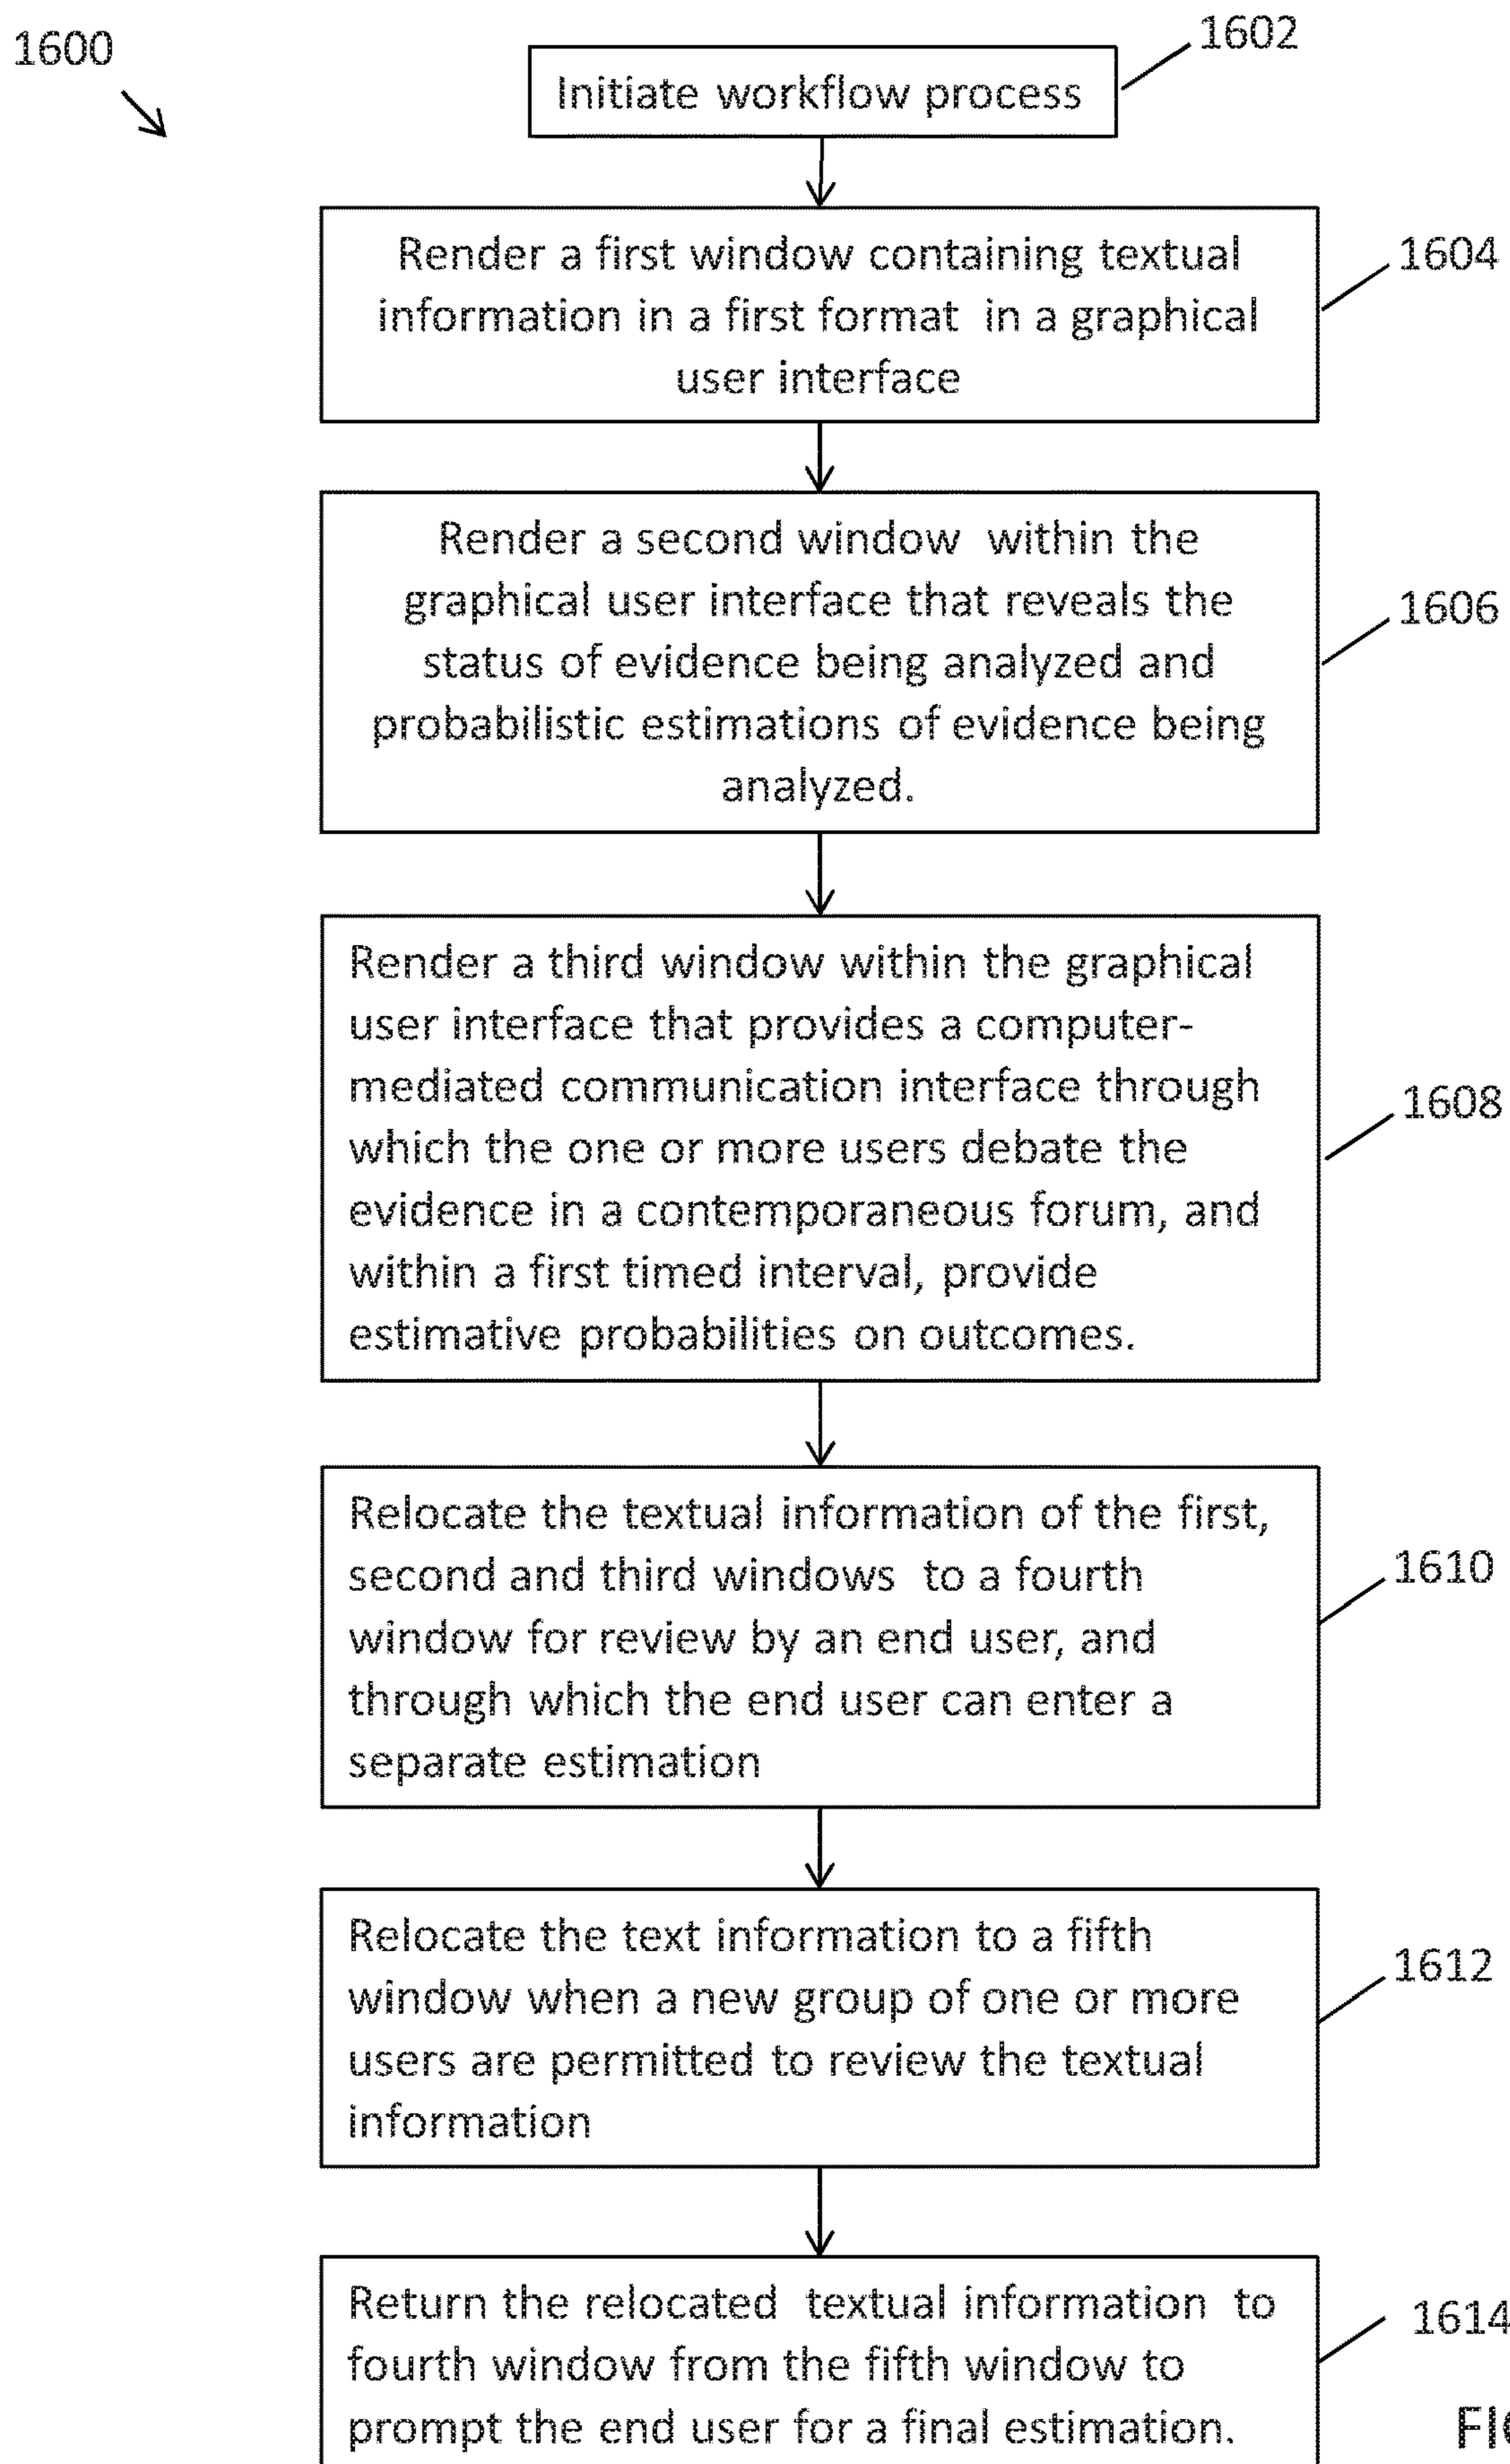 1600
1602
Initiate workflow process
Render a first window containing textual
information in a first format in a graphical
user interface
1604
Render a second window within the
graphical user interface that reveals the
status of evidence being analyzed and
probabilistic estimations of evidence being
analyzed.
1606
Render a third window within the graphical
user interface that provides a computer-
mediated communication interface through
which the one or more users debate the
evidence in a contemporaneous forum, and
within a first timed interval, provide
estimative probabilities on outcomes.
1608
Relocate the textual information of the first,
second and third windows to a fourth
window for review by an end user, and
through which the end user can enter a
separate estimation
1610
Relocate the text information to a fifth
window when a new group of one or more
users are permitted to review the textual
information
1612
Return the relocated textual information to
fourth window from the fifth window to
prompt the end user for a final estimation.
1614